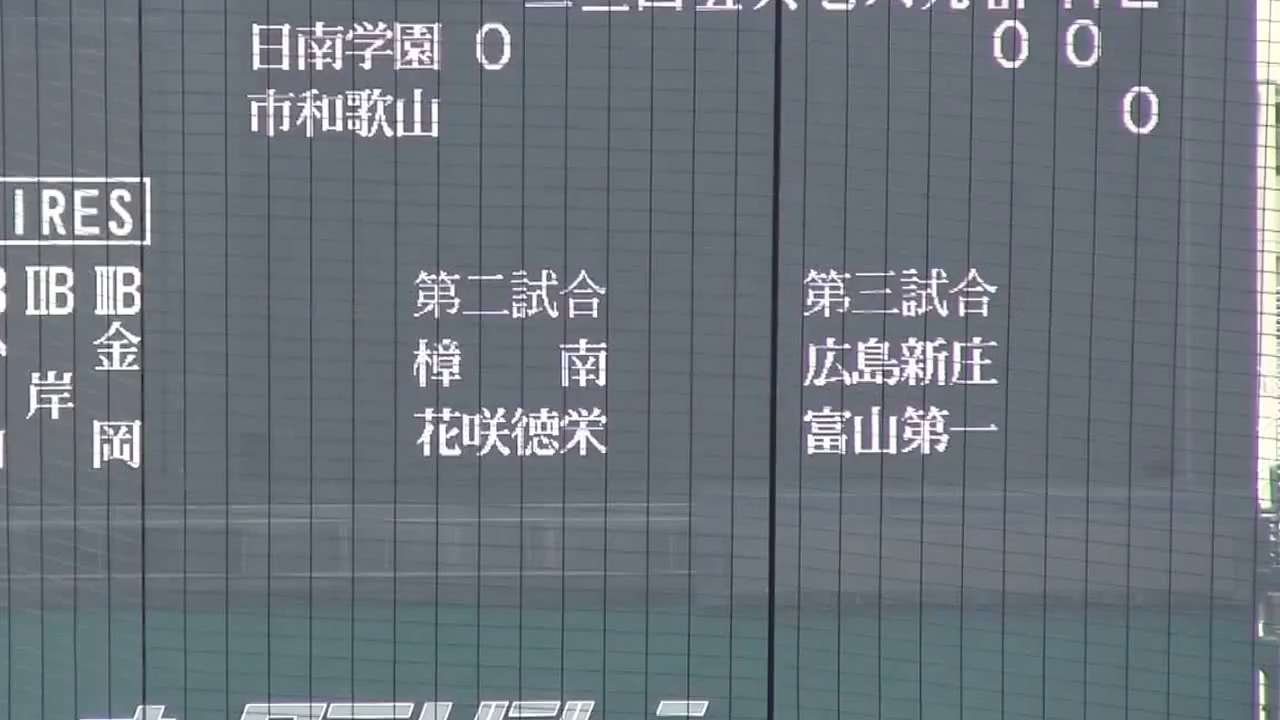 日南学園 0 0 0
市和歌山 0
IRES
ⅡB ⅢB
金岡
岸
第二試合
樟 南
花咲徳栄
第三試合
広島新庄
富山第一